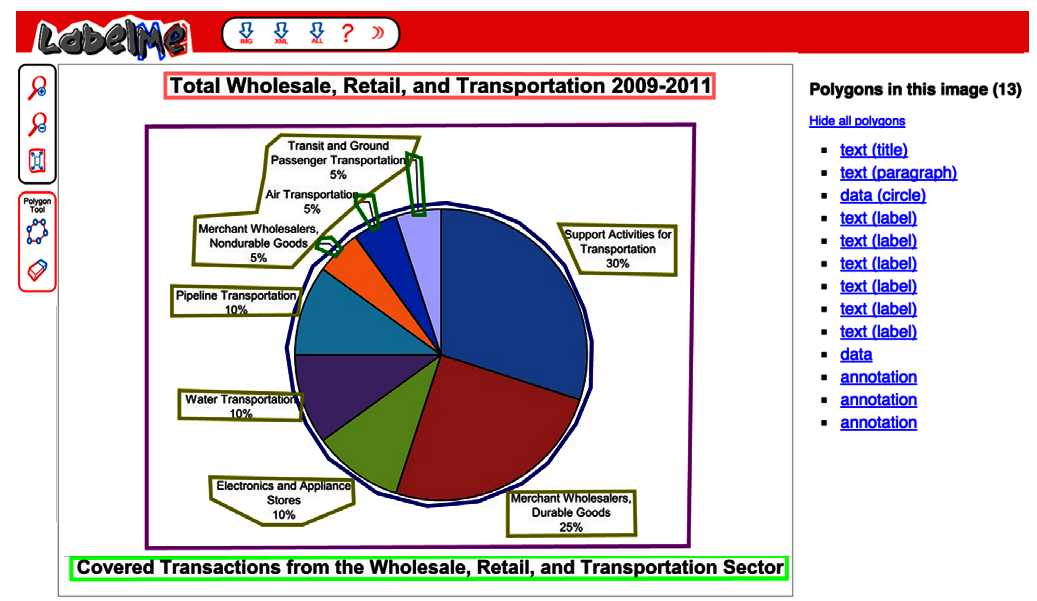 LabelMe
IMG XML ALL ?
Polygon
Tool
Total Wholesale, Retail, and Transportation 2009-2011
Transit and Ground
Passenger Transportation
5%
Air Transportation
5%
Merchant Wholesalers,
Nondurable Goods
5%
Support Activities for
Transportation
30%
Pipeline Transportation
10%
Water Transportation
10%
Electronics and Appliance
Stores
10%
Merchant Wholesalers,
Durable Goods
25%
Covered Transactions from the Wholesale, Retail, and Transportation Sector
Polygons in this image (13)
Hide all polygons
text (title)
text (paragraph)
data (circle)
text (label)
text (label)
text (label)
text (label)
text (label)
text (label)
data
annotation
annotation
annotation